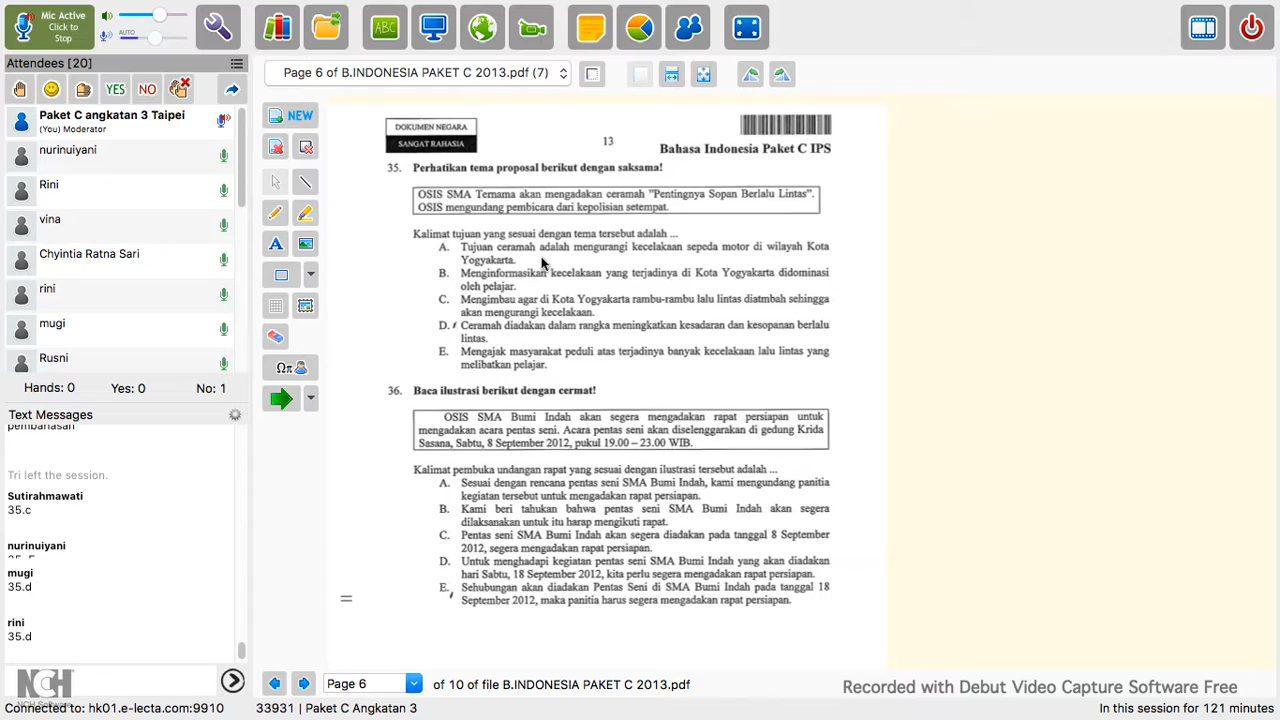 Mic Active
Click to
Stop
AUTO
ABC
Attendees [20]
YES
NO
Page 6 of B.INDONESIA PAKET C 2013.pdf (7)
Paket C angkatan 3 Taipei
(You) Moderator
nurinuiyani
Rini
vina
Chyintia Ratna Sari
rini
mugi
Rusni
Hands: 0
Yes: 0
No: 1
Text Messages
pembahasan
Tri left the session.
Sutirahmawati
35.c
nurinuiyani
mugi
35.d
rini
35.d
NCH
NCH Software
NEW
A
Ωπ
DOKUMEN NEGARA
SANGAT RAHASIA
13
Bahasa Indonesia Paket C IPS
35. Perhatikan tema proposal berikut dengan saksama!
OSIS SMA Ternama akan mengadakan ceramah "Pentingnya Sopan Berlalu Lintas".
OSIS mengundang pembicara dari kepolisian setempat.
Kalimat tujuan yang sesuai dengan tema tersebut adalah ...
A. Tujuan ceramah adalah mengurangi kecelakaan sepeda motor di wilayah Kota
Yogyakarta.
B. Menginformasikan kecelakaan yang terjadinya di Kota Yogyakarta didominasi
oleh pelajar.
C. Mengimbau agar di Kota Yogyakarta rambu-rambu lalu lintas diatmbah sehingga
akan mengurangi kecelakaan.
D. Ceramah diadakan dalam rangka meningkatkan kesadaran dan kesopanan berlalu
lintas.
E. Mengajak masyarakat peduli atas terjadinya banyak kecelakaan lalu lintas yang
melibatkan pelajar.
36. Baca ilustrasi berikut dengan cermat!
OSIS SMA Bumi Indah akan segera mengadakan rapat persiapan untuk
mengadakan acara pentas seni. Acara pentas seni akan diselenggarakan di gedung Krida
Sasana, Sabtu, 8 September 2012, pukul 19.00 – 23.00 WIB.
Kalimat pembuka undangan rapat yang sesuai dengan ilustrasi tersebut adalah ...
A. Sesuai dengan rencana pentas seni SMA Bumi Indah, kami mengundang panitia
kegiatan tersebut untuk mengadakan rapat persiapan.
B. Kami beri tahukan bahwa pentas seni SMA Bumi Indah akan segera
dilaksanakan untuk itu harap mengikuti rapat.
C. Pentas seni SMA Bumi Indah akan segera diadakan pada tanggal 8 September
2012, segera mengadakan rapat persiapan.
D. Untuk menghadapi kegiatan pentas seni SMA Bumi Indah yang akan diadakan
hari Sabtu, 18 September 2012, kita perlu segera mengadakan rapat persiapan.
E. Sehubungan akan diadakan Pentas Seni di SMA Bumi Indah pada tanggal 18
September 2012, maka panitia harus segera mengadakan rapat persiapan.
=
Page 6
of 10 of file B.INDONESIA PAKET C 2013.pdf
Recorded with Debut Video Capture Software Free
Connected to: hk01.e-lecta.com:9910
33931 | Paket C Angkatan 3
In this session for 121 minutes